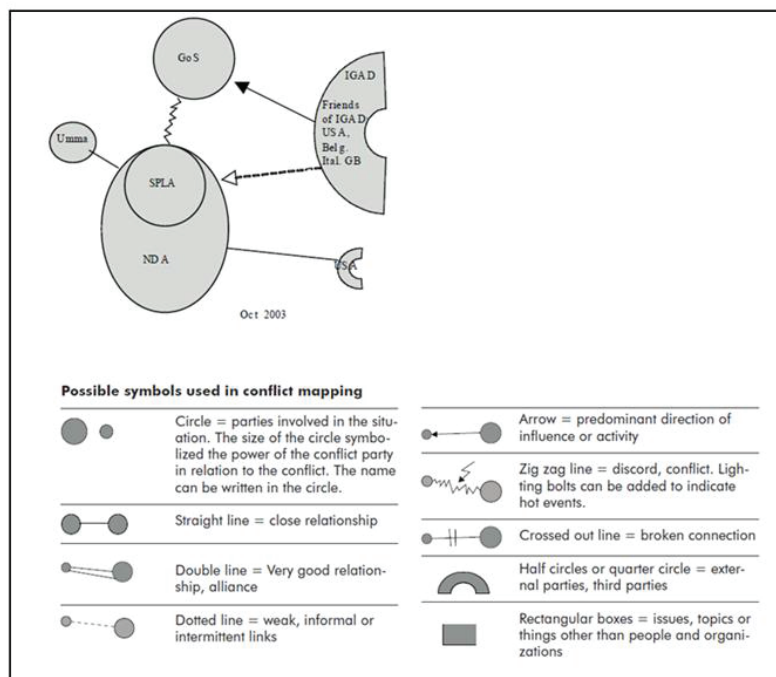 GoS
IGAD
Friends
of IGAD
USA,
Belg.
Ital. GB
Umma
SPLA
NDA
USA
Oct 2003
Possible symbols used in conflict mapping
Circle = parties involved in the situ-
ation. The size of the circle symbo-
lized the power of the conflict party
in relation to the conflict. The name
can be written in the circle.
Straight line = close relationship
Double line = Very good relation-
ship, alliance
Dotted line = weak, informal or
intermittent links
Arrow = predominant direction of
influence or activity
Zig zag line = discord, conflict. Ligh-
ting bolts can be added to indicate
hot events.
Crossed out line = broken connection
Half circles or quarter circle = exter-
nal parties, third parties
Rectangular boxes = issues, topics or
things other than people and organi-
zations